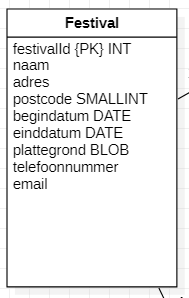 Festival
festivalId {PK} INT
naam
adres
postcode SMALLINT
begindatum DATE
einddatum DATE
plattegrond BLOB
telefoonnummer
email